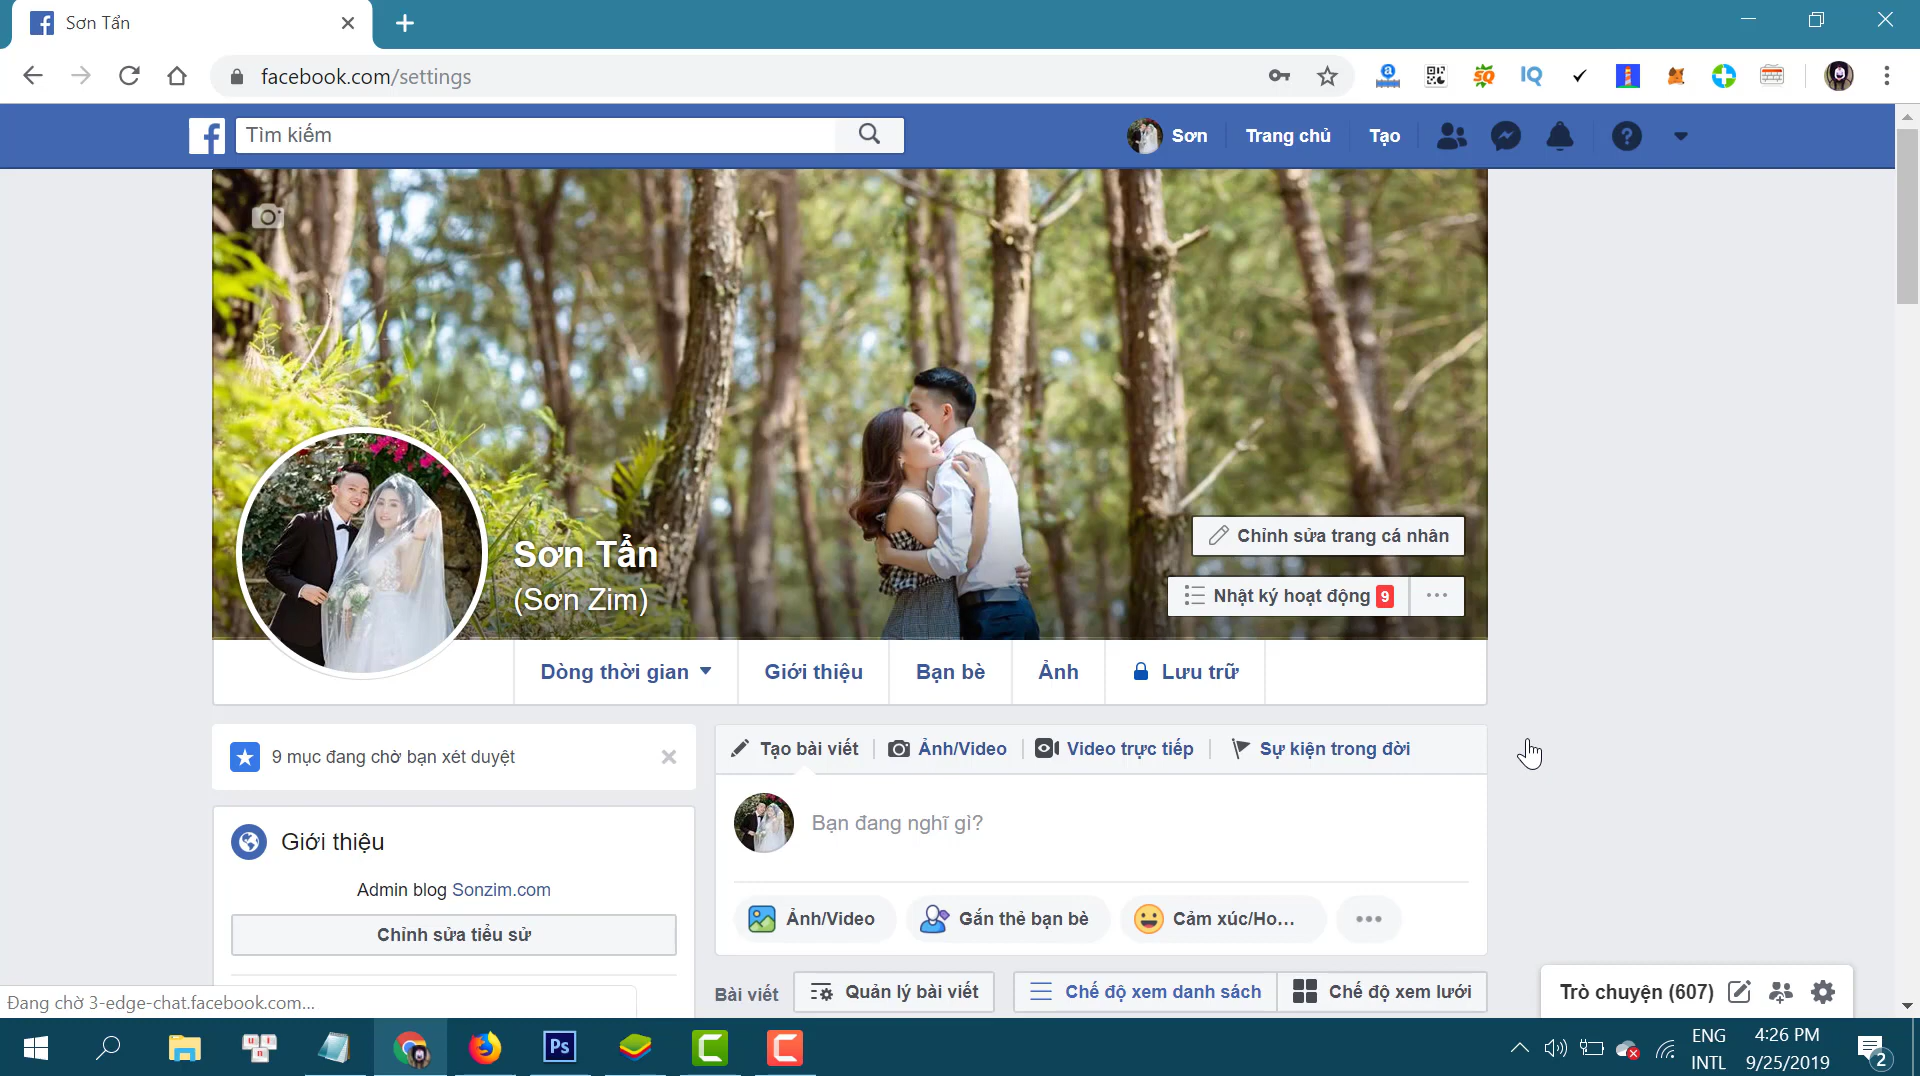 Sơn Tẩn
facebook.com/settings
Tìm kiếm
Sơn
Trang chủ
Tạo
Sơn Tẩn
(Sơn Zim)
Chỉnh sửa trang cá nhân
Nhật ký hoạt động 9
Dòng thời gian
Giới thiệu
Bạn bè
Ảnh
Lưu trữ
9 mục đang chờ bạn xét duyệt
Giới thiệu
Admin blog Sonzim.com
Chỉnh sửa tiểu sử
Tạo bài viết
Ảnh/Video
Video trực tiếp
Sự kiện trong đời
Bạn đang nghĩ gì?
Ảnh/Video
Gắn thẻ bạn bè
Cảm xúc/Ho...
Bài viết
Quản lý bài viết
Chế độ xem danh sách
Chế độ xem lưới
Trò chuyện (607)
Đang chờ 3-edge-chat.facebook.com...
Ps
ENG
INTL
4:26 PM
9/25/2019
2